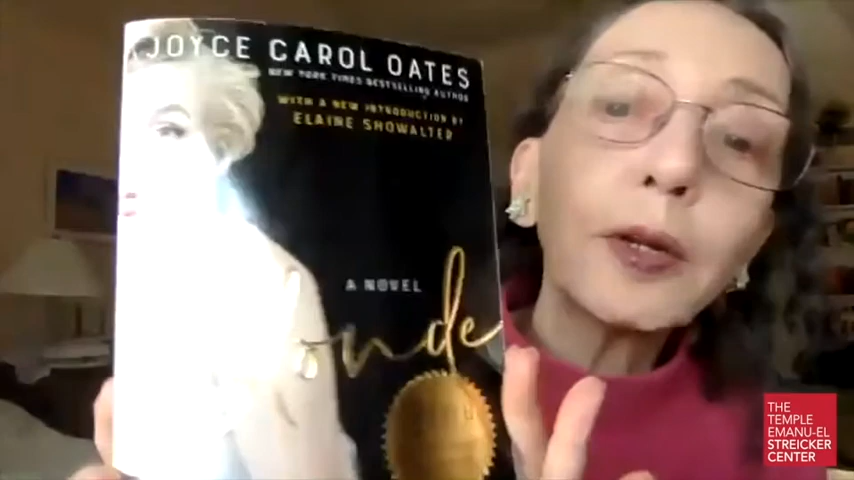 JOYCE CAROL OATES
NEW YORK TIMES BESTSELLING AUTHOR
WITH A NEW INTRODUCTION BY
ELAINE SHOWALTER
A NOVEL
londe
THE
TEMPLE
EMANU-EL
STREICKER
CENTER